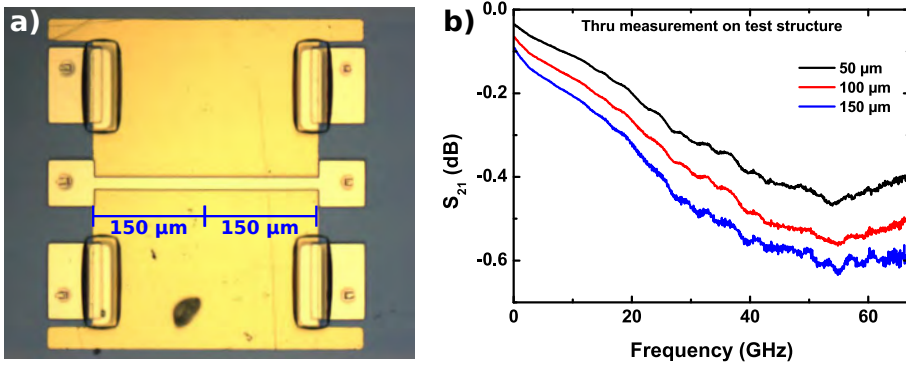 a)
150 µm 150 µm
b)
Thru measurement on test structure
50 µm
100 µm
150 µm
S21 (dB)
0.0
-0.2
-0.4
-0.6
0 20 40 60
Frequency (GHz)